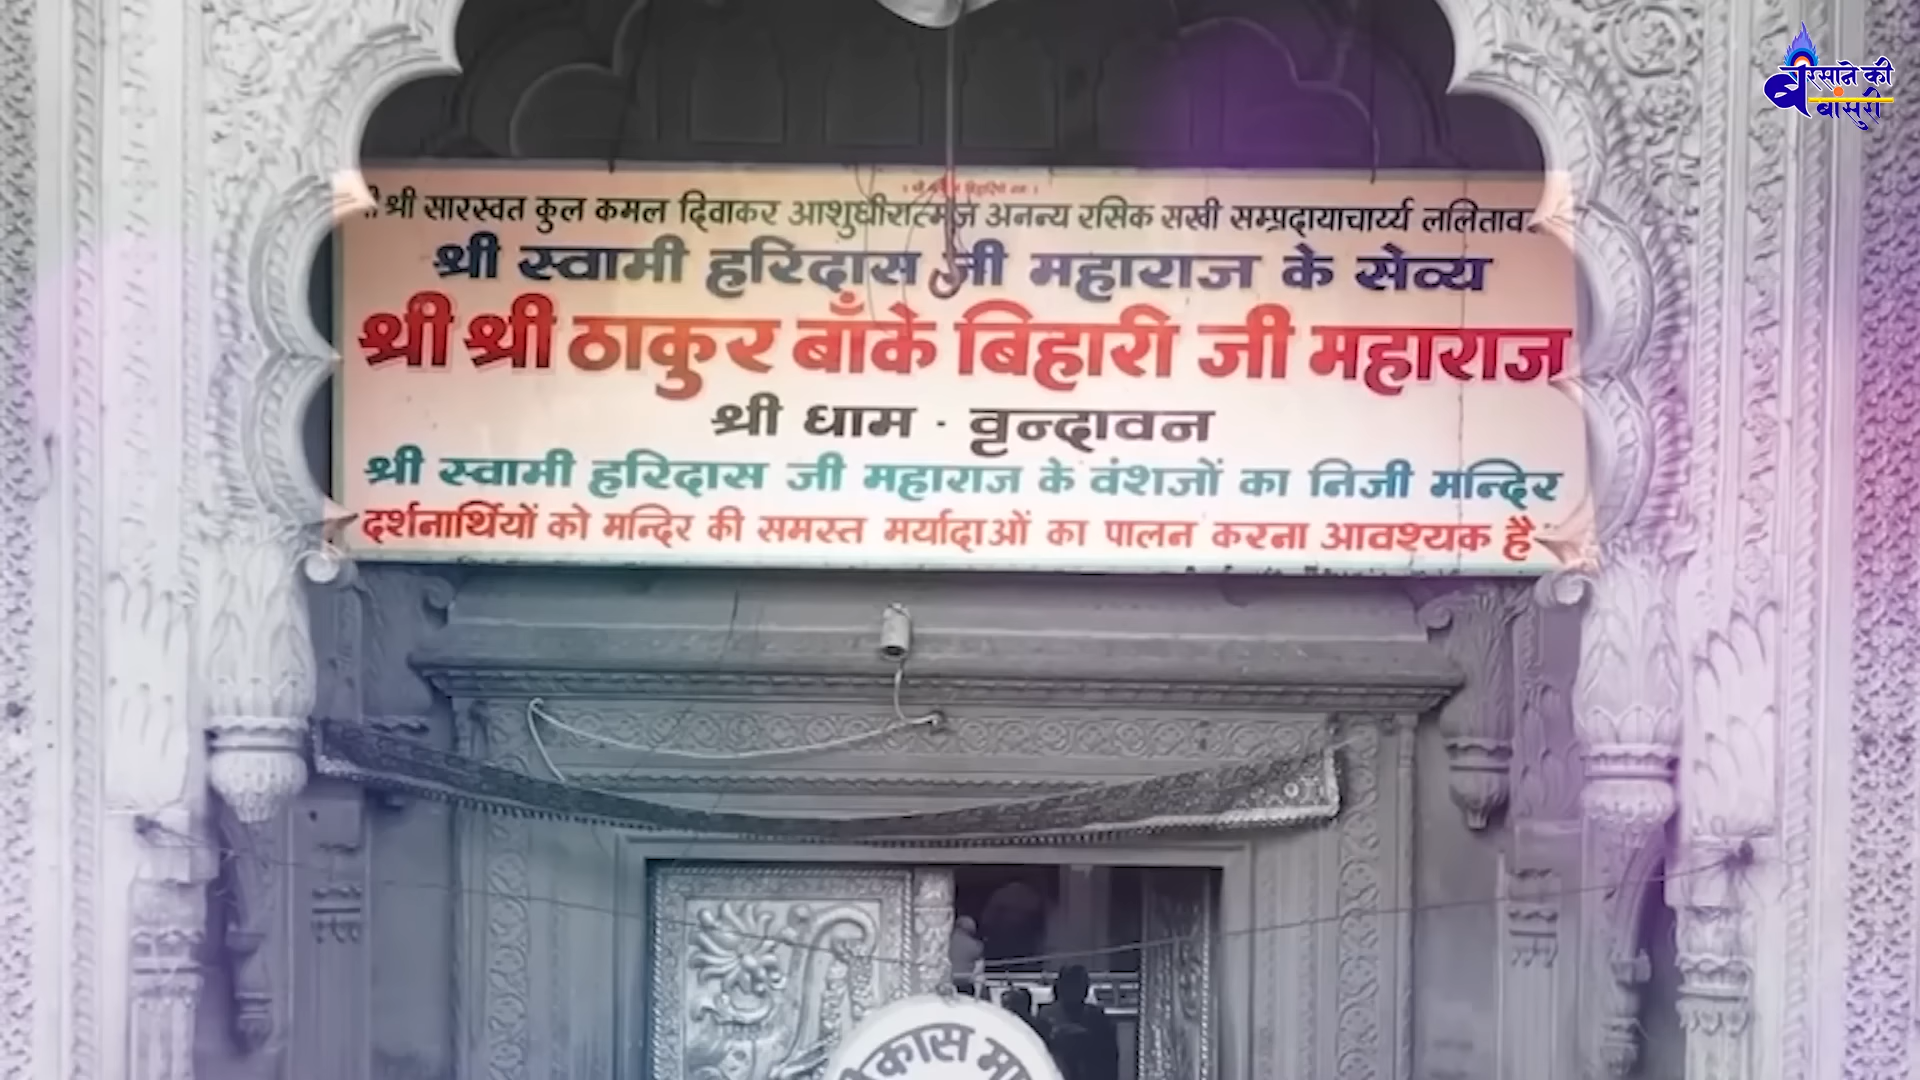 श्री सारस्वत कुल कमल दिवाकर आशुधीरात्मज अनन्य रसिक सखी सम्प्रदायाचार्य्य
श्री स्वामी हरिदास जी महाराज के सेव्य
श्री श्री ठाकुर बाँके बिहारी जी महाराज
श्री धाम · वृन्दावन
श्री स्वामी हरिदास जी महाराज के वंशजों का निजी मन्दिर
दर्शनार्थियों को मन्दिर की समस्त मर्यादाओं का पालन करना आवश्यक है
बरसाने की
बांसुरी